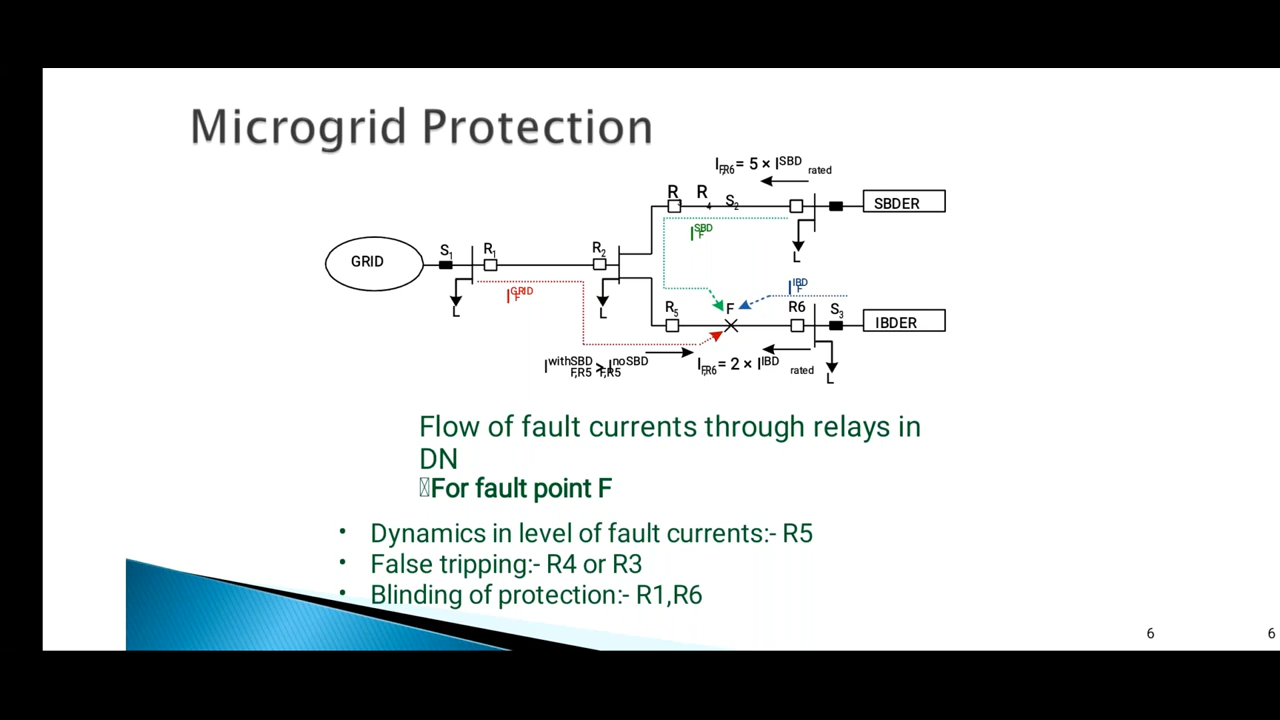 Microgrid Protection
I F,R6 = 5 × I SBD rated
R3 R4 S2
SBDER
I F SBD
L
GRID
S1 R1 R2
I F GRID
L
L
I F IBD
R5 F R6 S3
IBDER
I withSBD F,R5 > I noSBD F,R5
I F,R6 = 2 × I IBD rated
L
Flow of fault currents through relays in
DN
For fault point F
• Dynamics in level of fault currents:- R5
• False tripping:- R4 or R3
• Blinding of protection:- R1,R6
6 6